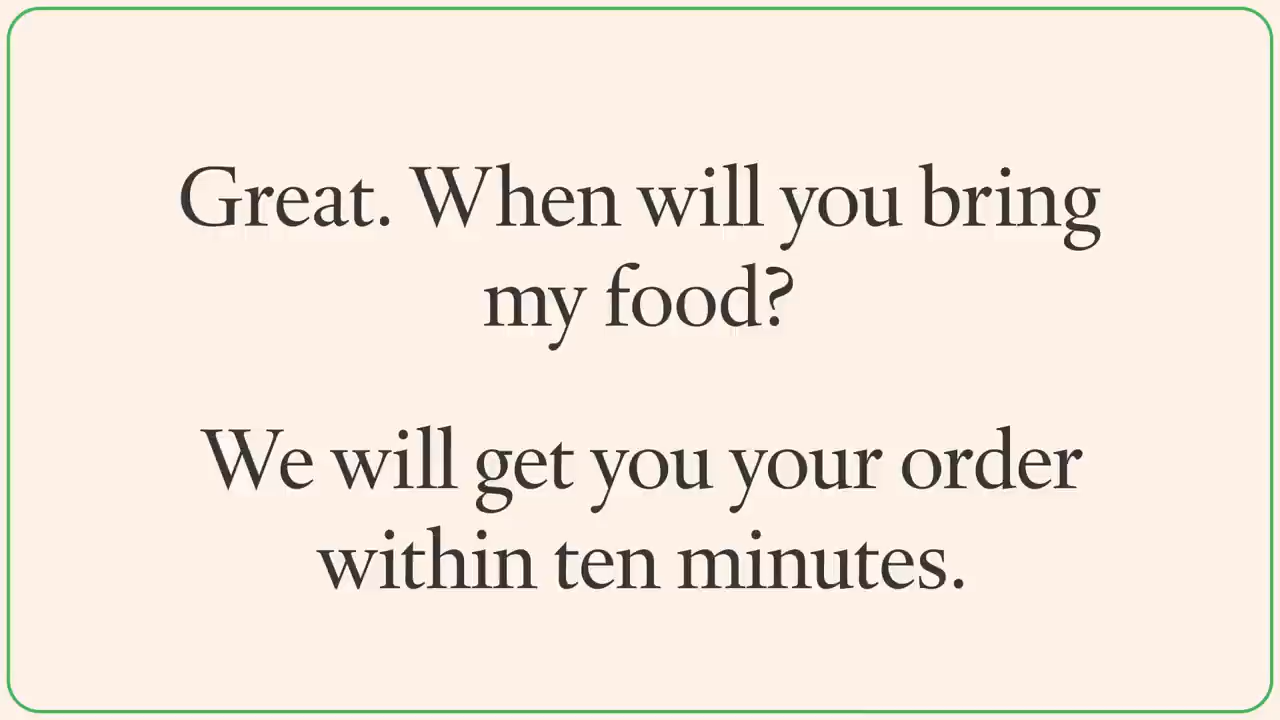 Great. When will you bring
my food?
We will get you your order
within ten minutes.